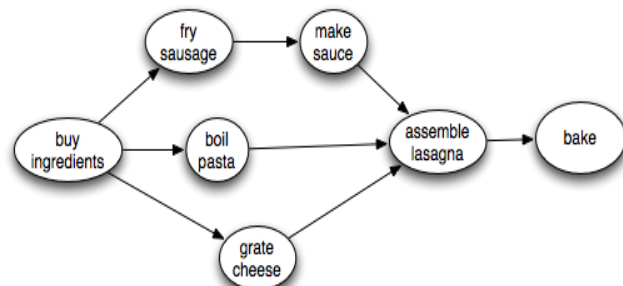 fry
sausage
make
sauce
buy
ingredients
boil
pasta
assemble
lasagna
bake
grate
cheese